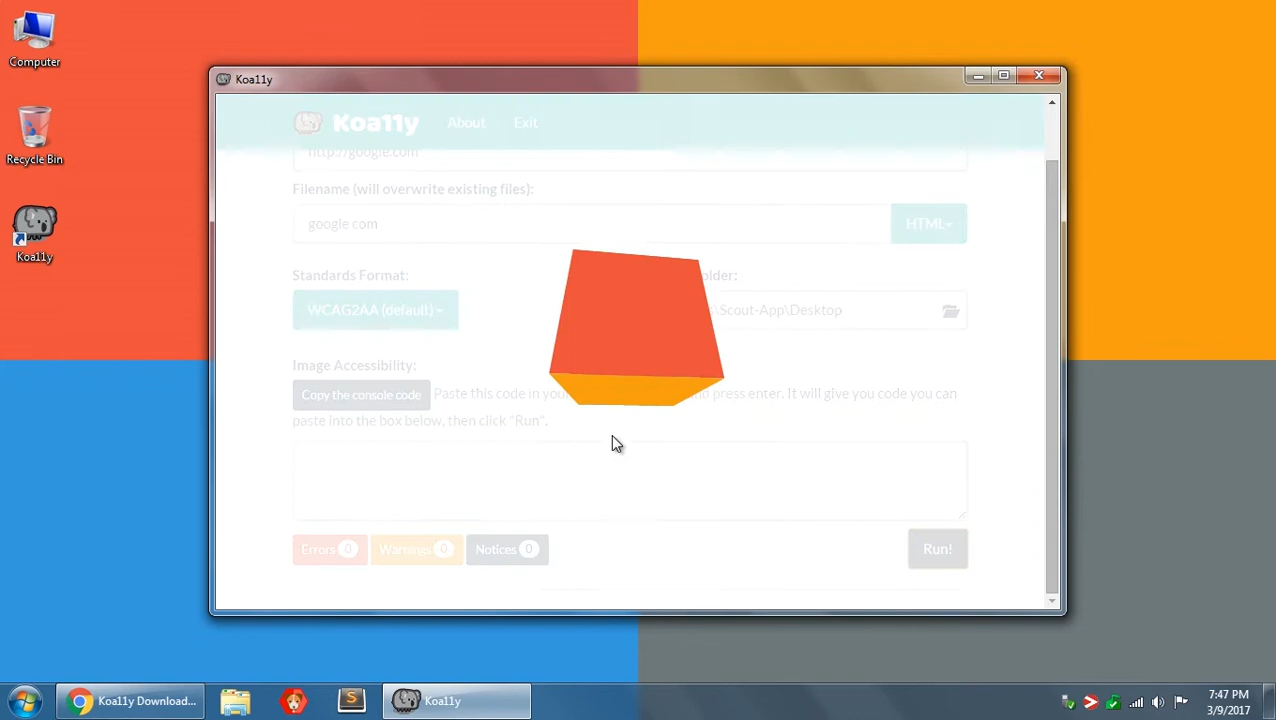 Computer
Koa11y
Koa11y About Exit
http://google.com
Recycle Bin
Filename (will overwrite existing files):
google com HTML
Koa11y
Standards Format: older:
WCAG2AA (default) \Scout-App\Desktop
Image Accessibility:
Copy the console code Paste this code in your and press enter. It will give you code you can
paste into the box below, then click "Run".
Errors 0 Warnings 0 Notices 0 Run!
Koa11y Download... S Koa11y 7:47 PM
3/9/2017